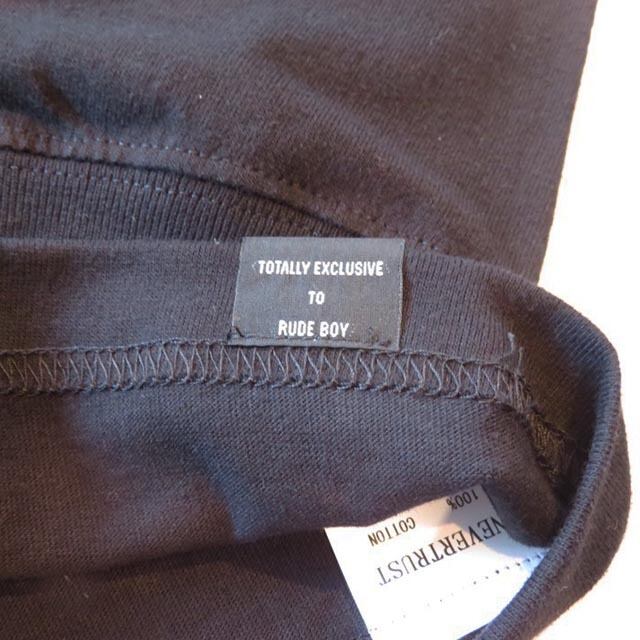 TOTALLY EXCLUSIVE
TO
RUDE BOY
NEVERTRUST
100%
COTTON